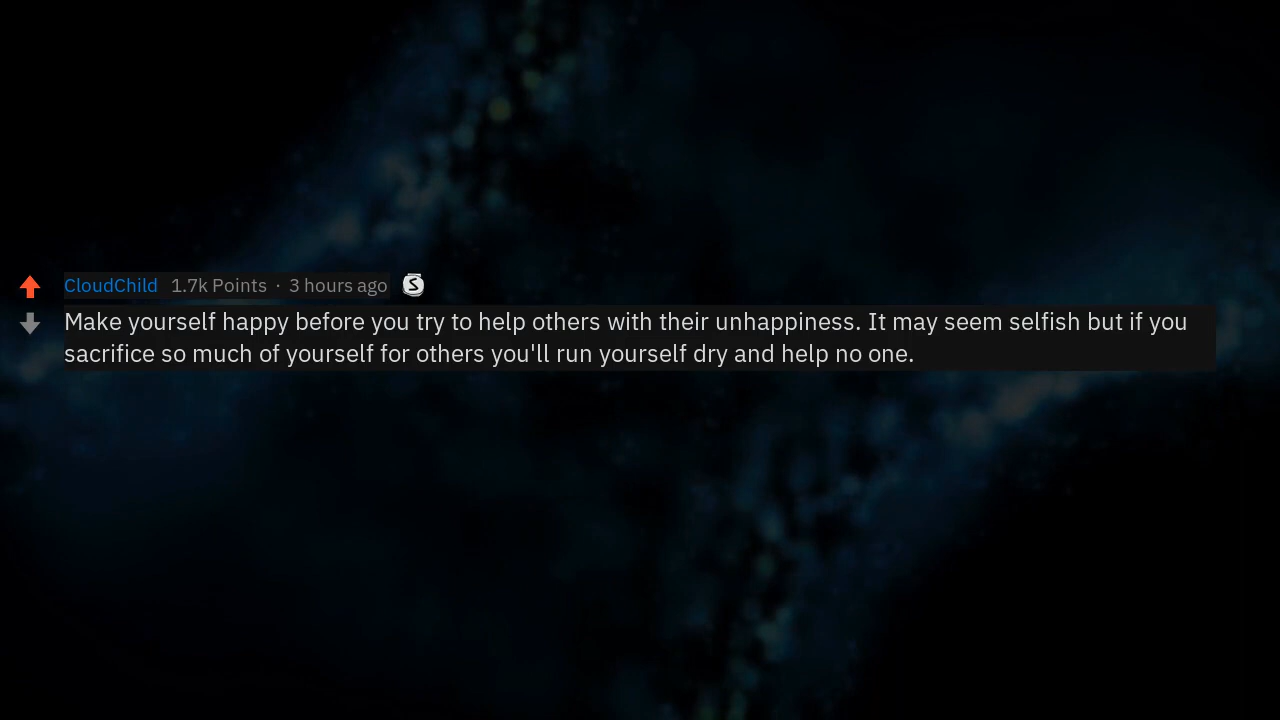 CloudChild 1.7k Points · 3 hours ago S
Make yourself happy before you try to help others with their unhappiness. It may seem selfish but if you
sacrifice so much of yourself for others you'll run yourself dry and help no one.